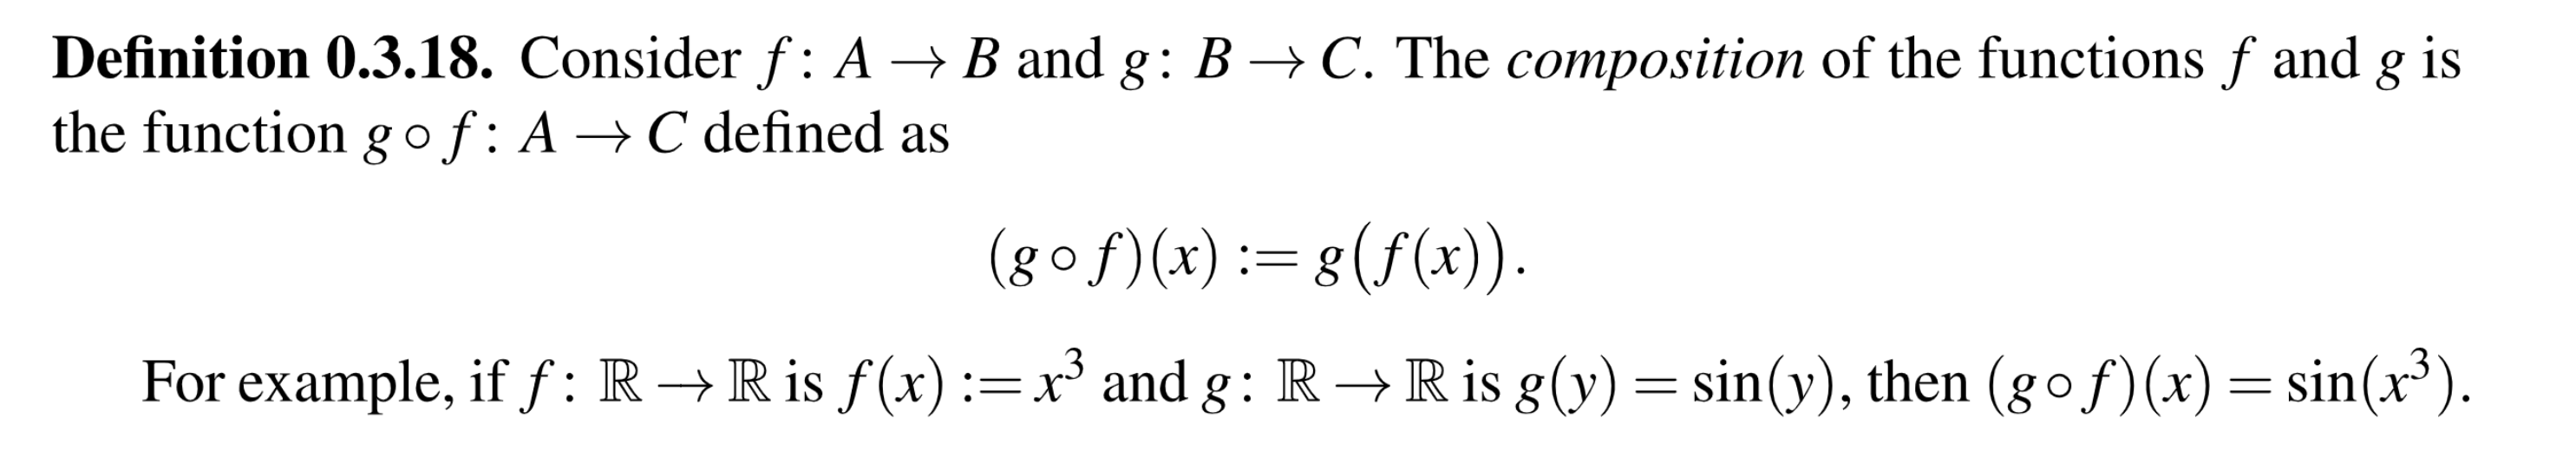 Definition 0.3.18. Consider f : A → B and g : B → C. The composition of the functions f and g is
the function g ∘ f : A → C defined as
(g ∘ f)(x) := g(f(x)).
For example, if f : ℝ → ℝ is f(x) := x³ and g : ℝ → ℝ is g(y) = sin(y), then (g ∘ f)(x) = sin(x³).